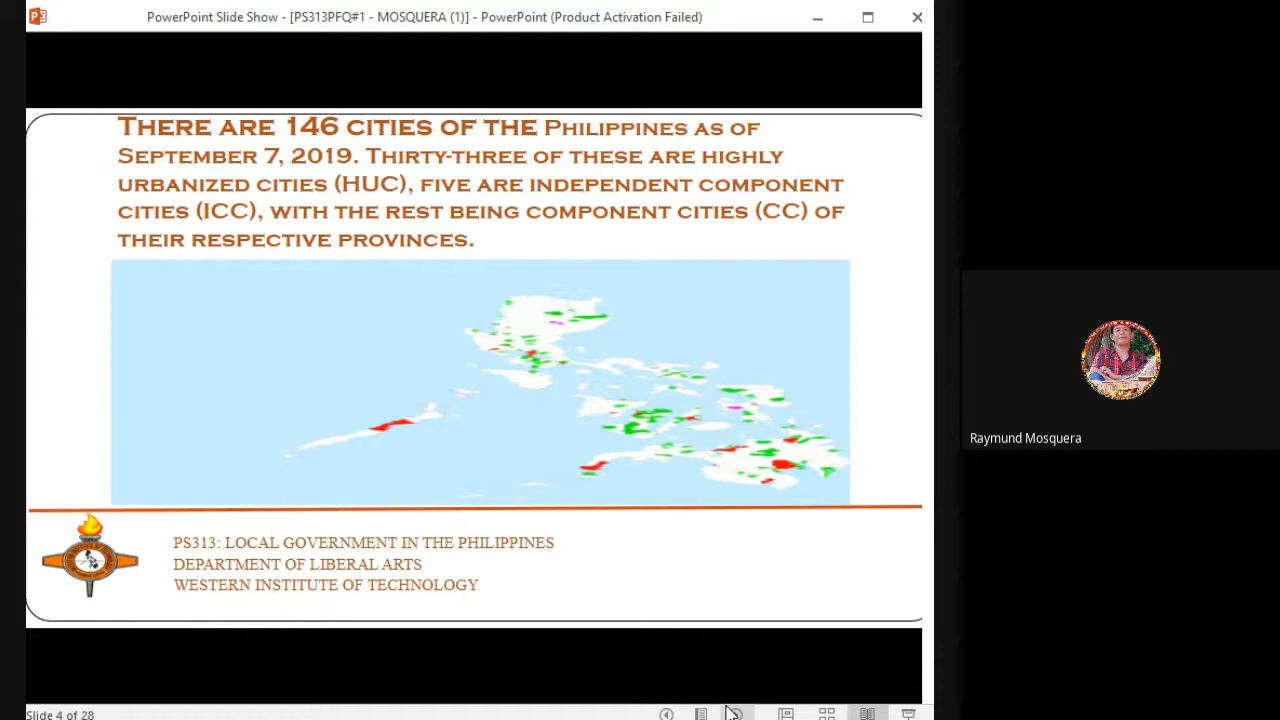 PowerPoint Slide Show - [PS313PFQ#1 - MOSQUERA (1)] - PowerPoint (Product Activation Failed)
THERE ARE 146 CITIES OF THE PHILIPPINES AS OF
SEPTEMBER 7, 2019. THIRTY-THREE OF THESE ARE HIGHLY
URBANIZED CITIES (HUC), FIVE ARE INDEPENDENT COMPONENT
CITIES (ICC), WITH THE REST BEING COMPONENT CITIES (CC) OF
THEIR RESPECTIVE PROVINCES.
Raymund Mosquera
PS313: LOCAL GOVERNMENT IN THE PHILIPPINES
DEPARTMENT OF LIBERAL ARTS
WESTERN INSTITUTE OF TECHNOLOGY
Slide 4 of 28